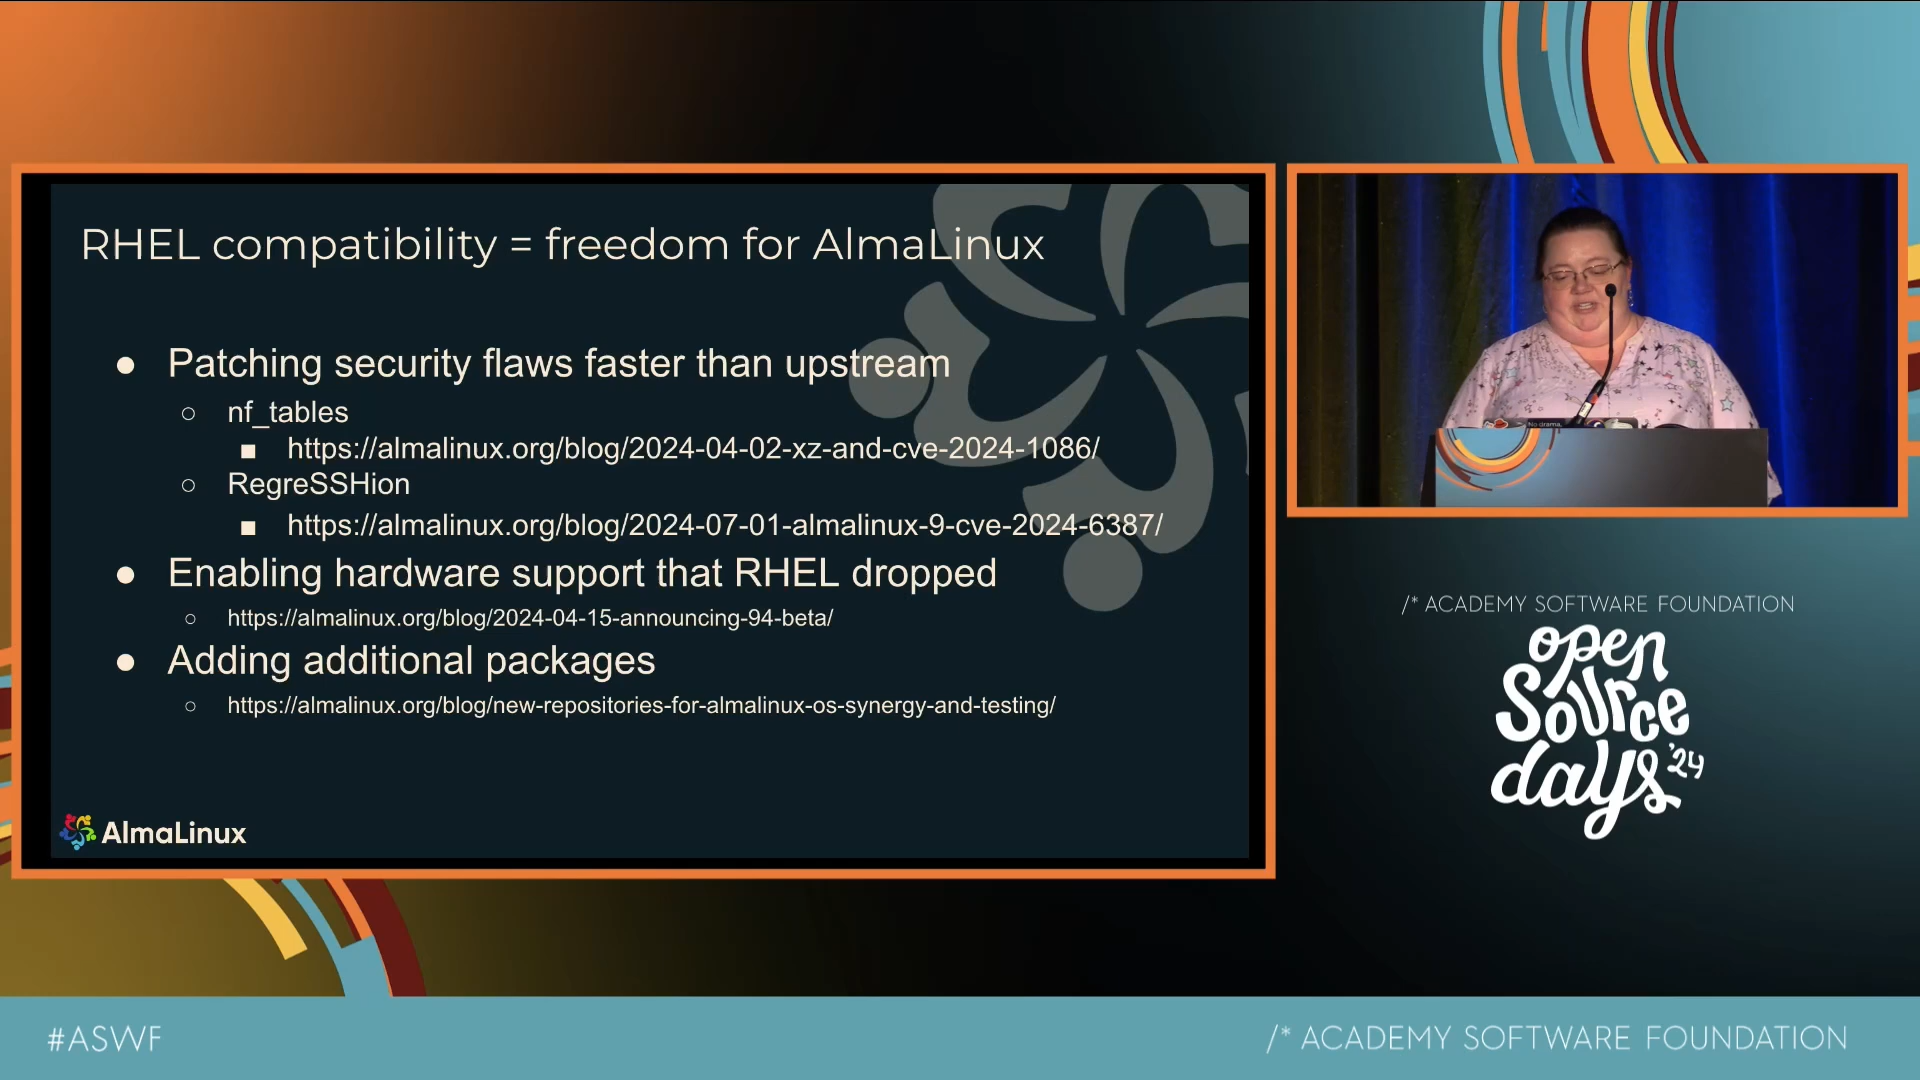 RHEL compatibility = freedom for AlmaLinux
● Patching security flaws faster than upstream
○ nf_tables
■ https://almalinux.org/blog/2024-04-02-xz-and-cve-2024-1086/
○ RegreSSHion
■ https://almalinux.org/blog/2024-07-01-almalinux-9-cve-2024-6387/
● Enabling hardware support that RHEL dropped
○ https://almalinux.org/blog/2024-04-15-announcing-94-beta/
● Adding additional packages
○ https://almalinux.org/blog/new-repositories-for-almalinux-os-synergy-and-testing/
AlmaLinux
No drama,
/* ACADEMY SOFTWARE FOUNDATION
open
source
days '24
#ASWF
/* ACADEMY SOFTWARE FOUNDATION